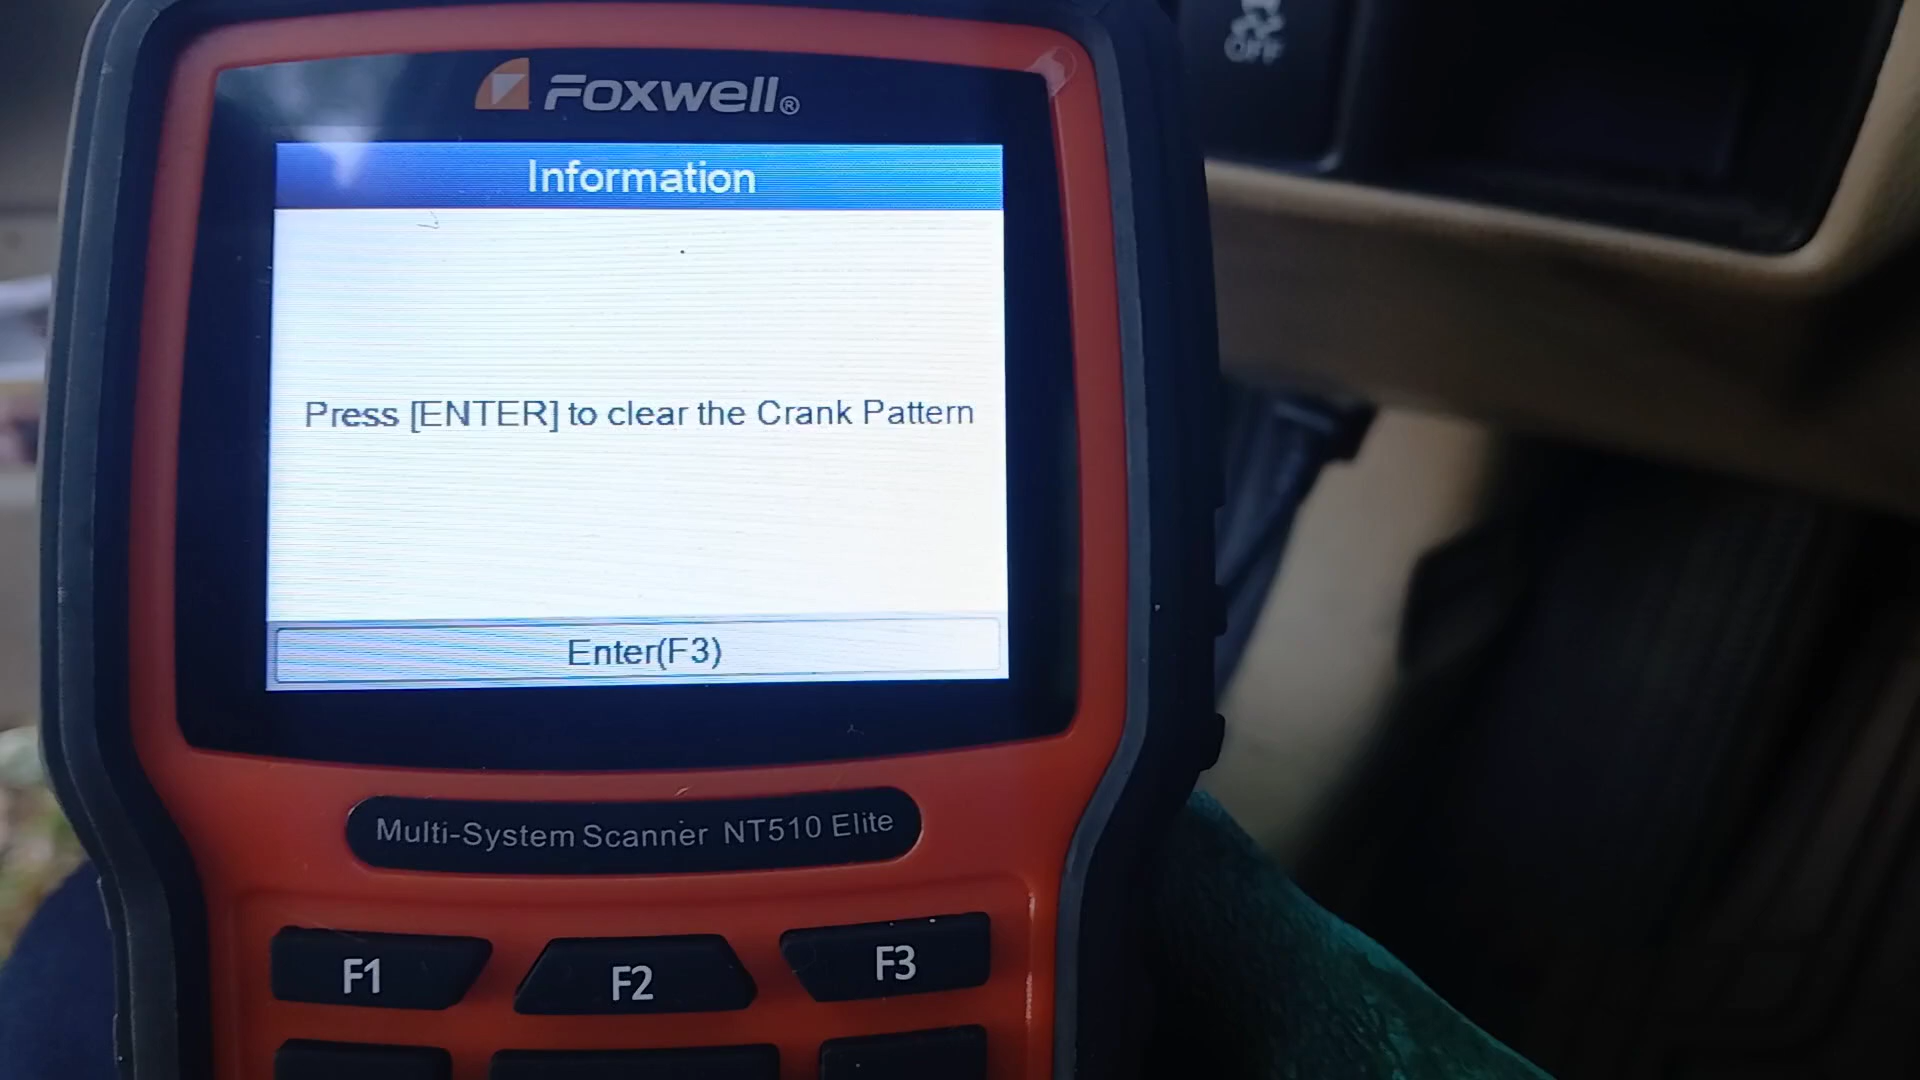 Foxwell®
OFF
Information
Press [ENTER] to clear the Crank Pattern
Enter(F3)
Multi-System Scanner NT510 Elite
F1
F2
F3